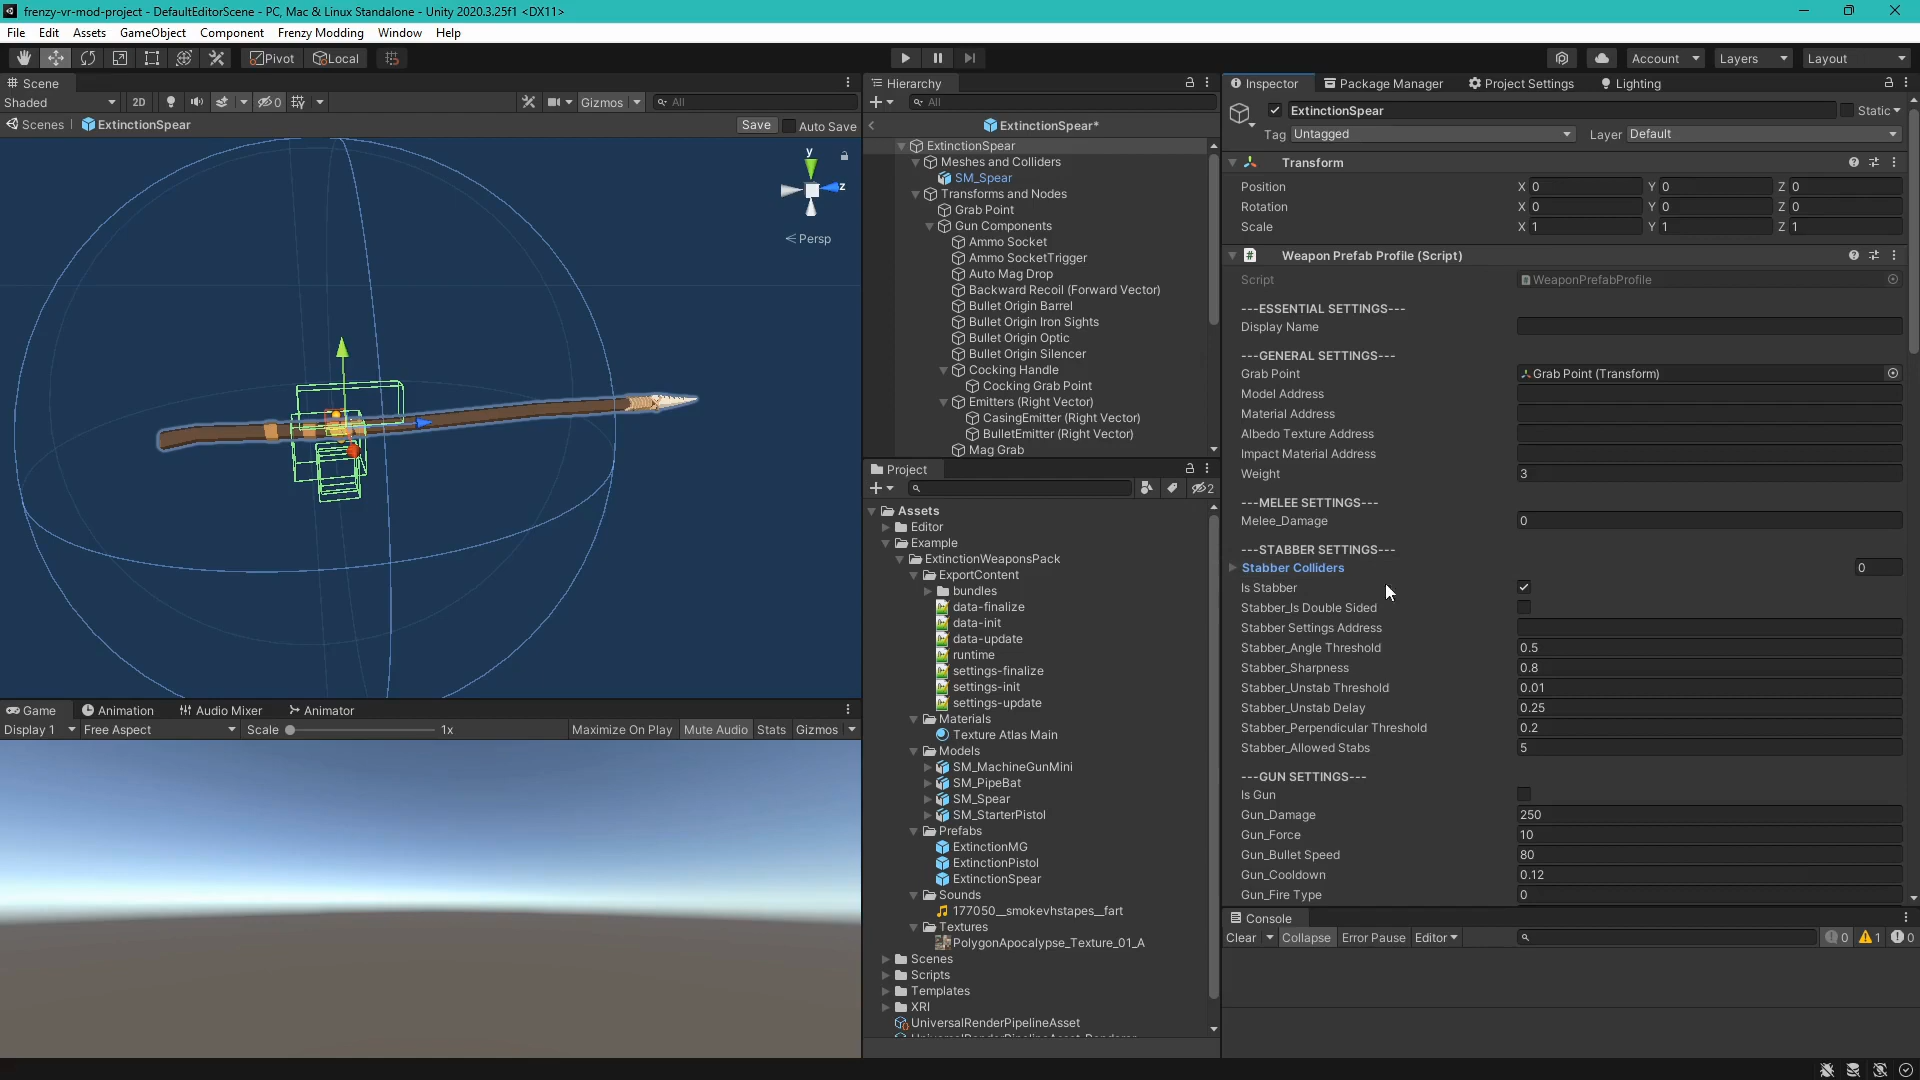 frenzy-vr-mod-project - DefaultEditorScene - PC, Mac & Linux Standalone - Unity 2020.3.25f1 <DX11>
File Edit Assets GameObject Component Frenzy Modding Window Help
Pivot Local Account Layers Layout
Scene
Shaded 2D 0 Gizmos All
Scenes ExtinctionSpear Save Auto Save
y
z
Persp
Game Animation Audio Mixer Animator
Display 1 Free Aspect Scale 1x Maximize On Play Mute Audio Stats Gizmos
Hierarchy
All
ExtinctionSpear*
ExtinctionSpear
Meshes and Colliders
SM_Spear
Transforms and Nodes
Grab Point
Gun Components
Ammo Socket
Ammo SocketTrigger
Auto Mag Drop
Backward Recoil (Forward Vector)
Bullet Origin Barrel
Bullet Origin Iron Sights
Bullet Origin Optic
Bullet Origin Silencer
Cocking Handle
Cocking Grab Point
Emitters (Right Vector)
CasingEmitter (Right Vector)
BulletEmitter (Right Vector)
Mag Grab
Project
2
Assets
Editor
Example
ExtinctionWeaponsPack
ExportContent
bundles
data-finalize
data-init
data-update
runtime
settings-finalize
settings-init
settings-update
Materials
Texture Atlas Main
Models
SM_MachineGunMini
SM_PipeBat
SM_Spear
SM_StarterPistol
Prefabs
ExtinctionMG
ExtinctionPistol
ExtinctionSpear
Sounds
177050__smokevhstapes__fart
Textures
PolygonApocalypse_Texture_01_A
Scenes
Scripts
Templates
XRI
UniversalRenderPipelineAsset
Inspector Package Manager Project Settings Lighting
ExtinctionSpear Static
Tag Untagged Layer Default
Transform
Position X 0 Y 0 Z 0
Rotation X 0 Y 0 Z 0
Scale X 1 Y 1 Z 1
# Weapon Prefab Profile (Script)
Script WeaponPrefabProfile
---ESSENTIAL SETTINGS---
Display Name
---GENERAL SETTINGS---
Grab Point Grab Point (Transform)
Model Address
Material Address
Albedo Texture Address
Impact Material Address
Weight 3
---MELEE SETTINGS---
Melee_Damage 0
---STABBER SETTINGS---
Stabber Colliders 0
Is Stabber
Stabber_Is Double Sided
Stabber Settings Address
Stabber_Angle Threshold 0.5
Stabber_Sharpness 0.8
Stabber_Unstab Threshold 0.01
Stabber_Unstab Delay 0.25
Stabber_Perpendicular Threshold 0.2
Stabber_Allowed Stabs 5
---GUN SETTINGS---
Is Gun
Gun_Damage 250
Gun_Force 10
Gun_Bullet Speed 80
Gun_Cooldown 0.12
Gun_Fire Type 0
Console
Clear Collapse Error Pause Editor 0 1 0